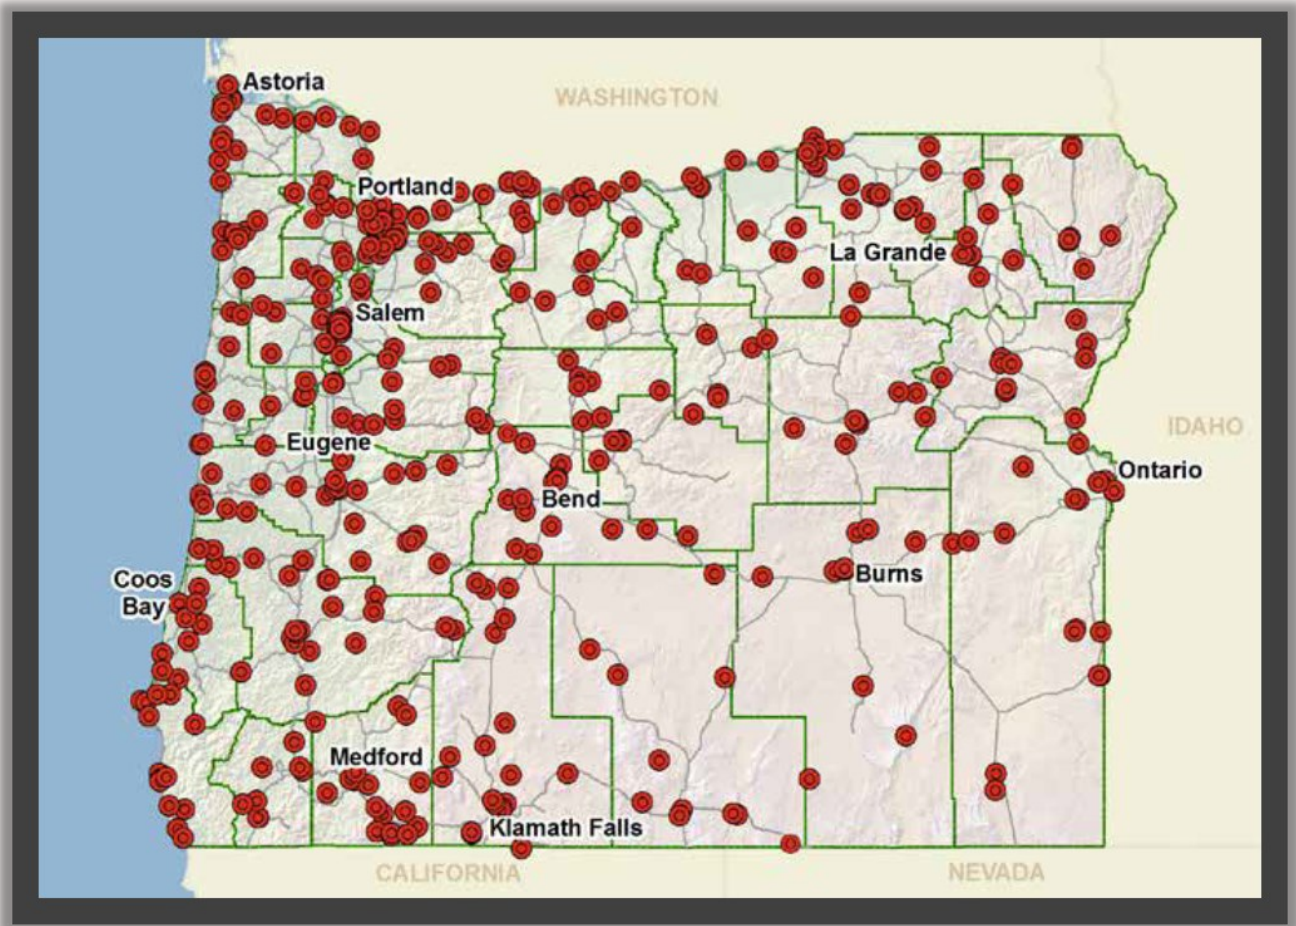 Astoria
WASHINGTON
Portland
La Grande
Salem
IDAHO
Eugene
Ontario
Bend
Coos
Bay
Burns
Medford
Klamath Falls
CALIFORNIA
NEVADA